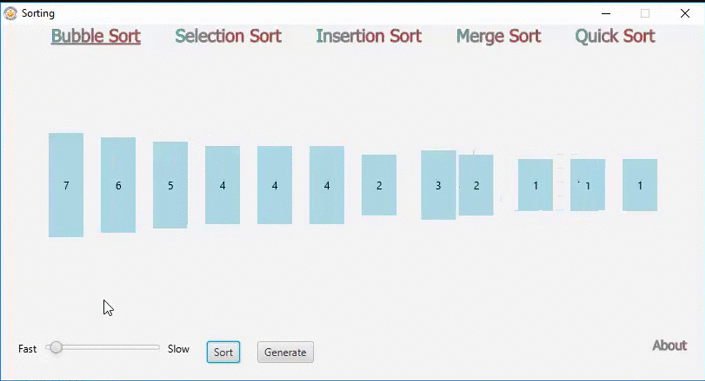 Sorting
Bubble Sort Selection Sort Insertion Sort Merge Sort Quick Sort
7 6 5 4 4 4 2 3 2 1 1 1
Fast Slow Sort Generate About